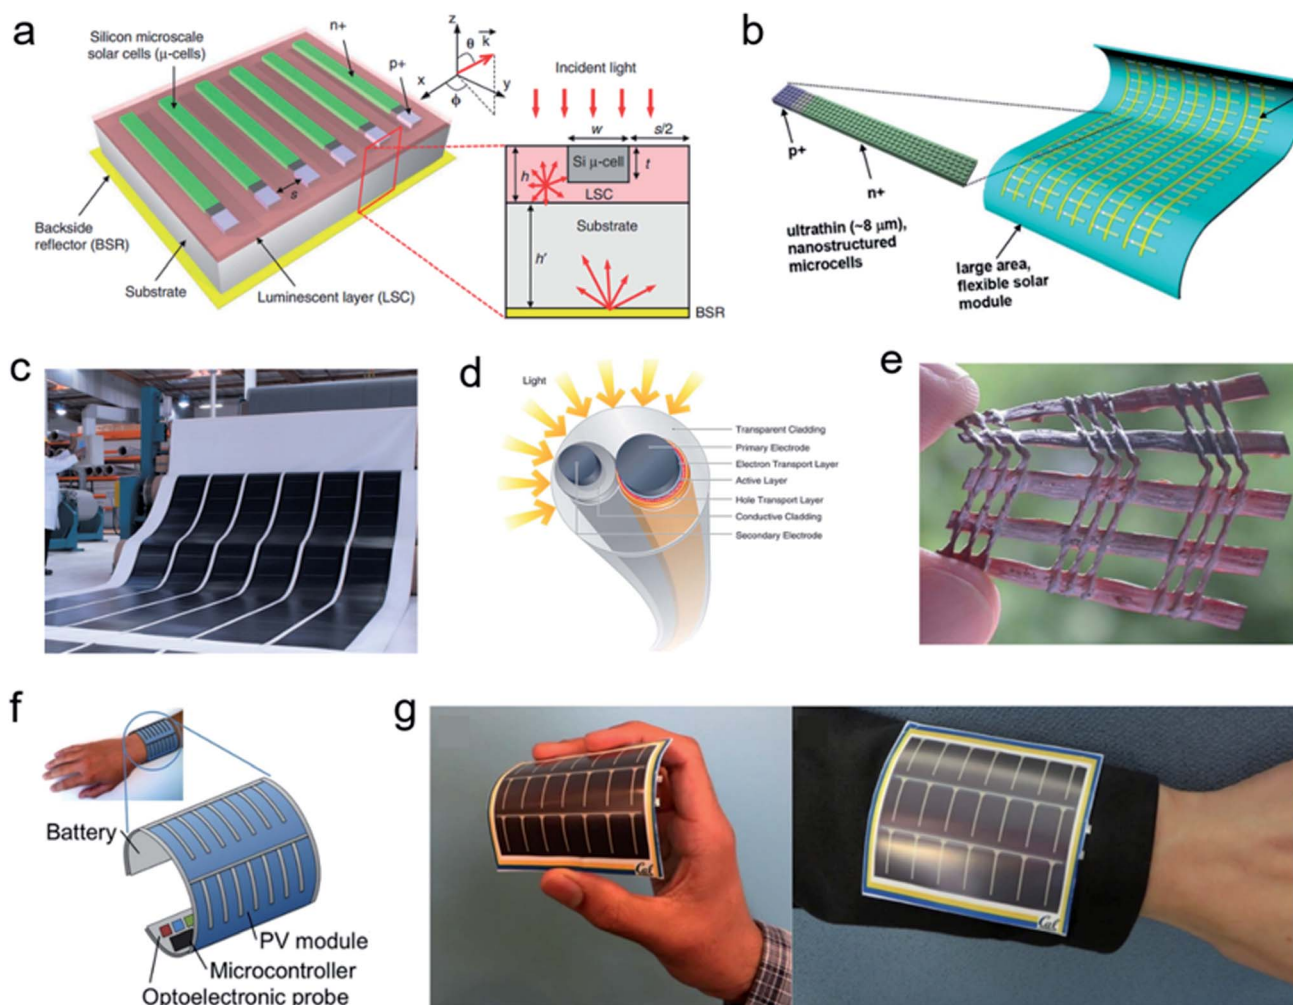 a
Silicon microscale
solar cells (μ-cells)
n+
p+
z
θ
k
x
y
ϕ
Incident light
w
s/2
Si μ-cell
t
h
LSC
Substrate
h'
BSR
s
Backside
reflector (BSR)
Substrate
Luminescent layer (LSC)
b
p+
n+
ultrathin (~8 μm),
nanostructured
microcells
large area,
flexible solar
module
c
d
Light
Transparent Cladding
Primary Electrode
Electron Transport Layer
Active Layer
Hole Transport Layer
Conductive Cladding
Secondary Electrode
e
f
Battery
PV module
Microcontroller
Optoelectronic probe
g
Cal
Cal